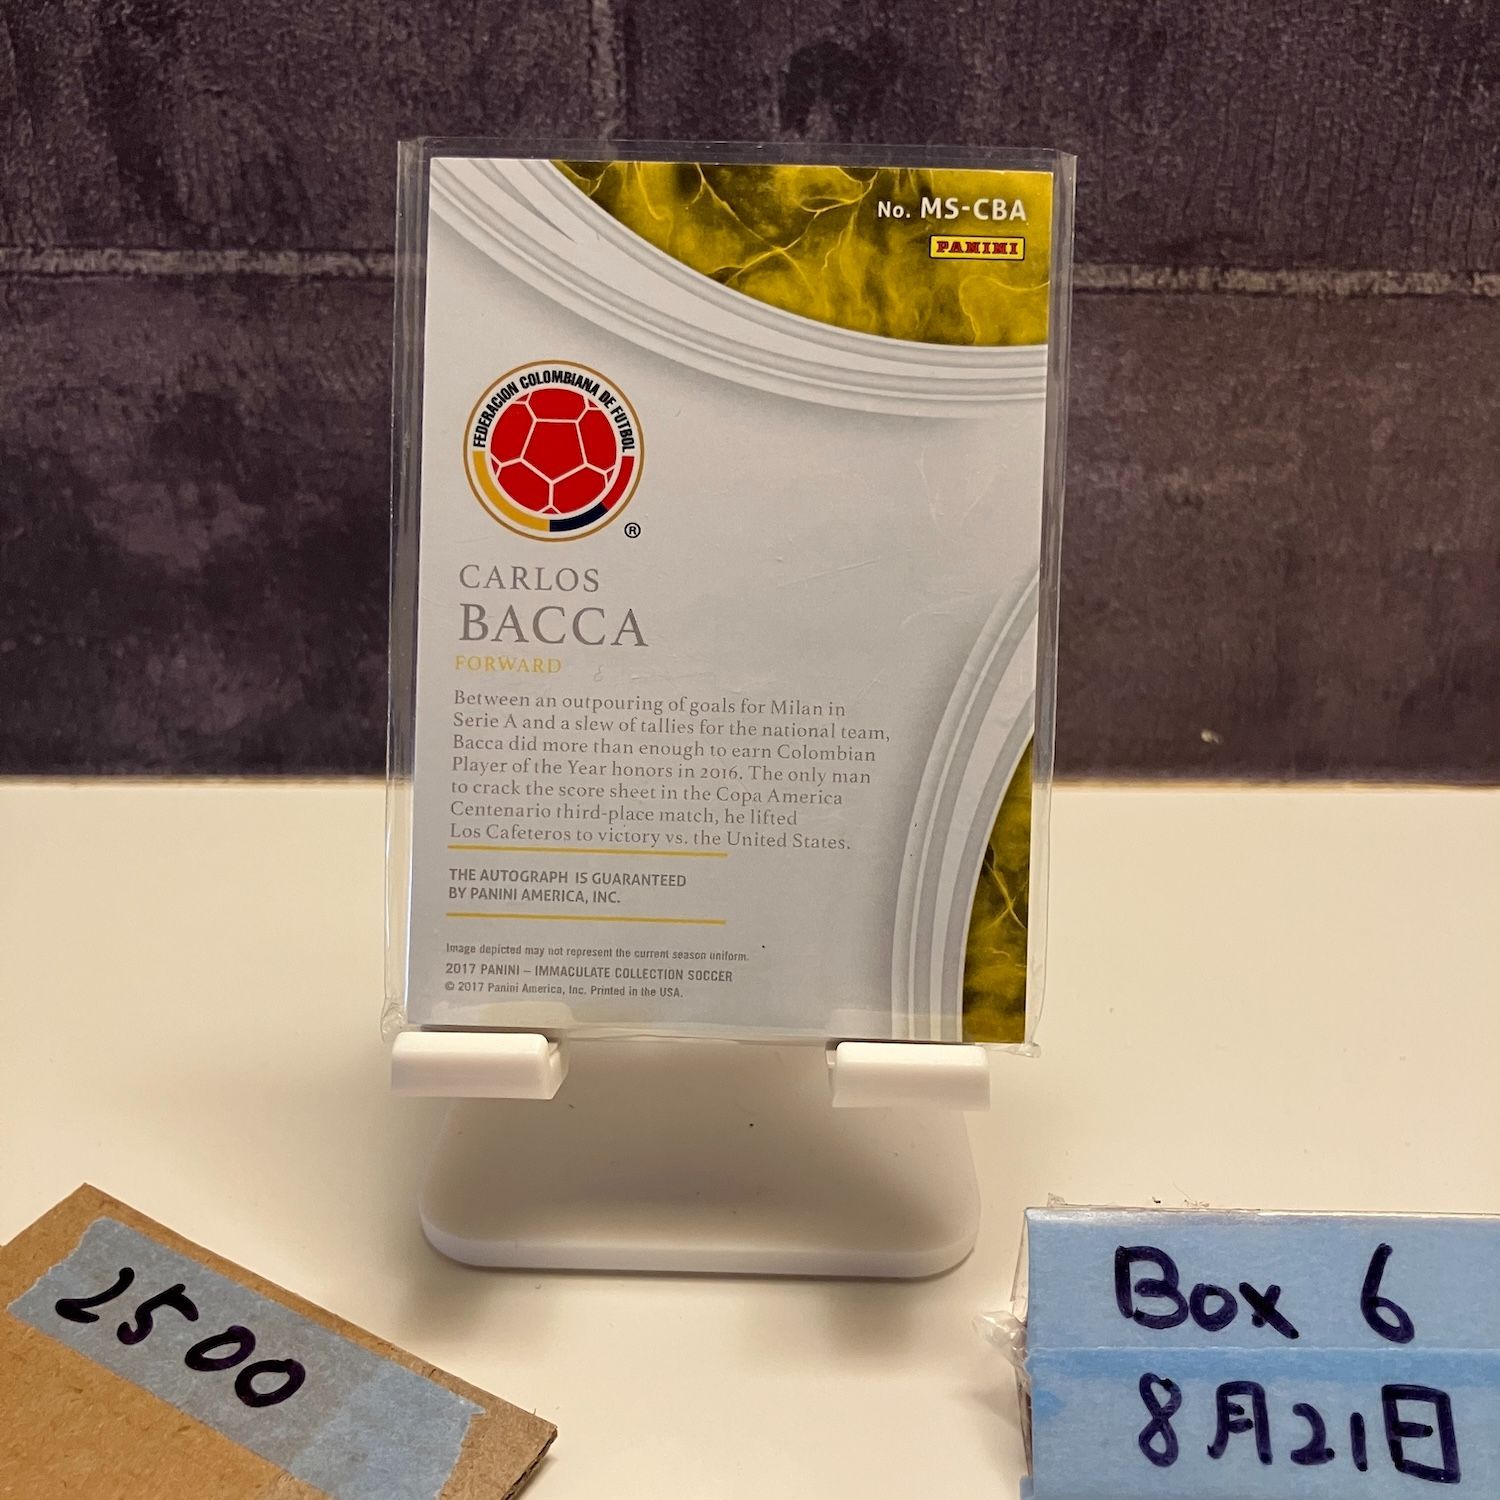 No. MS-CBA
PANINI
FEDERACION COLOMBIANA DE FUTBOL
®
CARLOS
BACCA
FORWARD
Between an outpouring of goals for Milan in
Serie A and a slew of tallies for the national team,
Bacca did more than enough to earn Colombian
Player of the Year honors in 2016. The only man
to crack the score sheet in the Copa America
Centenario third-place match, he lifted
Los Cafeteros to victory vs. the United States.
THE AUTOGRAPH IS GUARANTEED
BY PANINI AMERICA, INC.
Image depicted may not represent the current season uniform.
2017 PANINI – IMMACULATE COLLECTION SOCCER
© 2017 Panini America, Inc. Printed in the USA.
2500
Box 6
8月21日